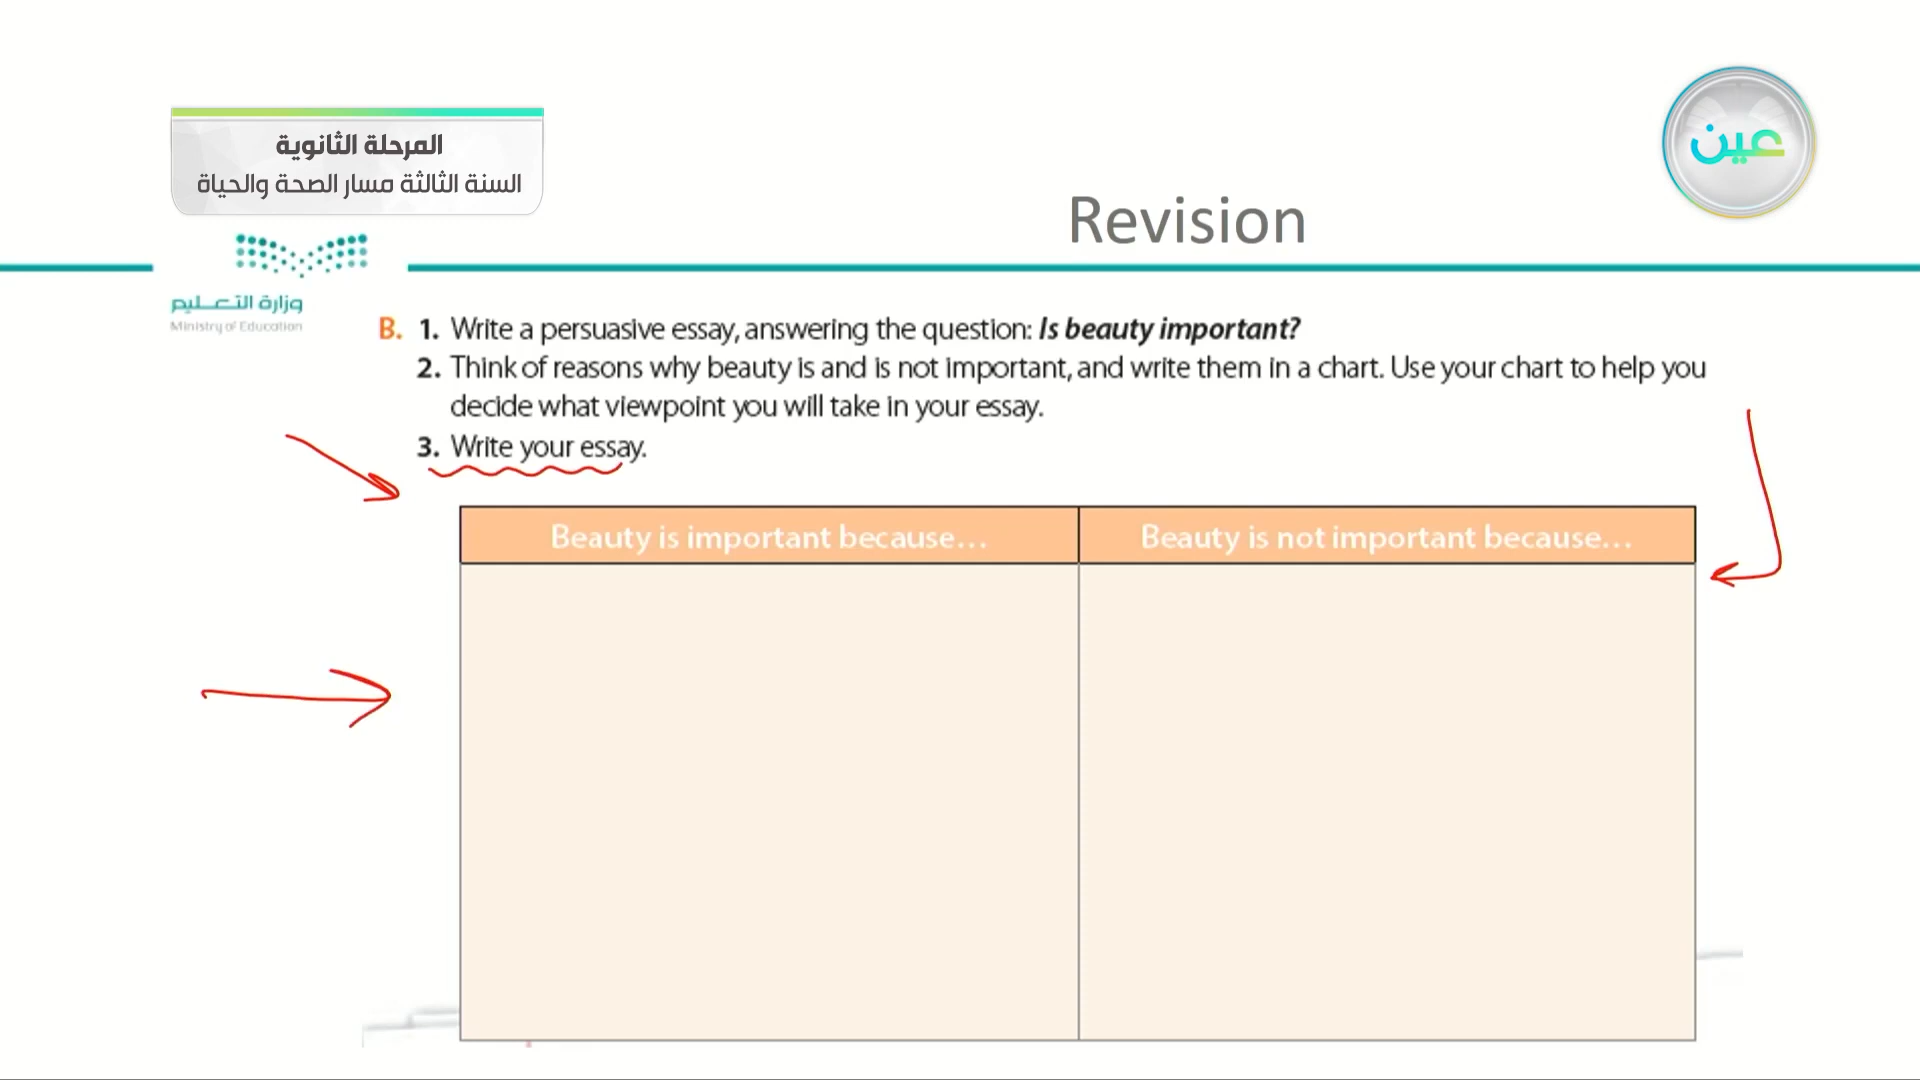 المرحلة الثانوية
السنة الثالثة مسار الصحة والحياة
عين
Revision
وزارة التعليم
Ministry of Education
B. 1. Write a persuasive essay, answering the question: Is beauty important?
2. Think of reasons why beauty is and is not important, and write them in a chart. Use your chart to help you
decide what viewpoint you will take in your essay.
3. Write your essay.
Beauty is important because…
Beauty is not important because…